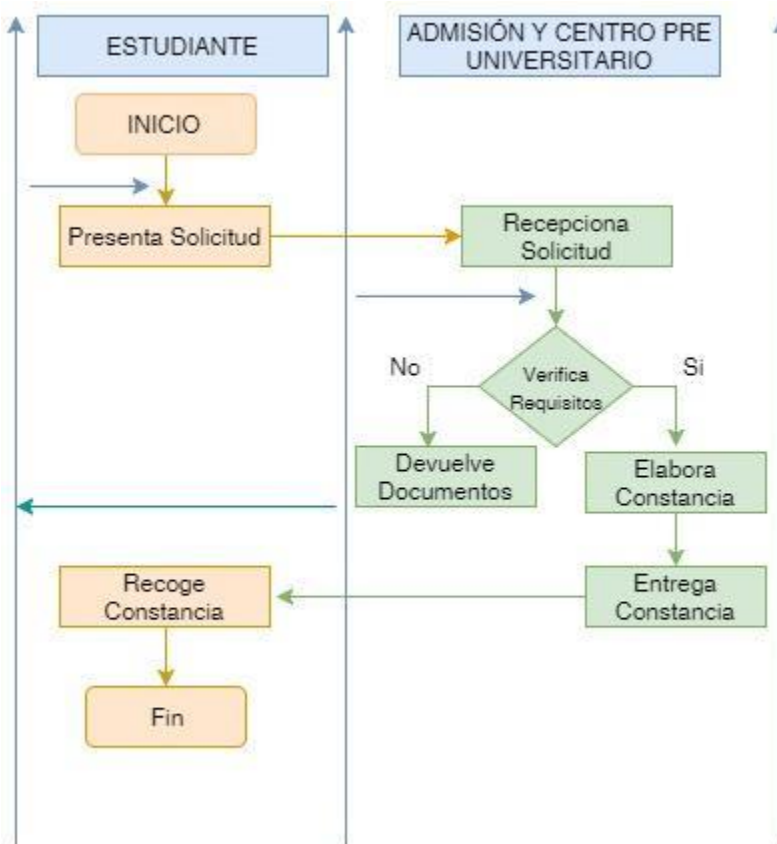 ESTUDIANTE
ADMISIÓN Y CENTRO PRE
UNIVERSITARIO
INICIO
Presenta Solicitud
Recepciona
Solicitud
No
Verifica
Requisitos
Si
Devuelve
Documentos
Elabora
Constancia
Recoge
Constancia
Entrega
Constancia
Fin